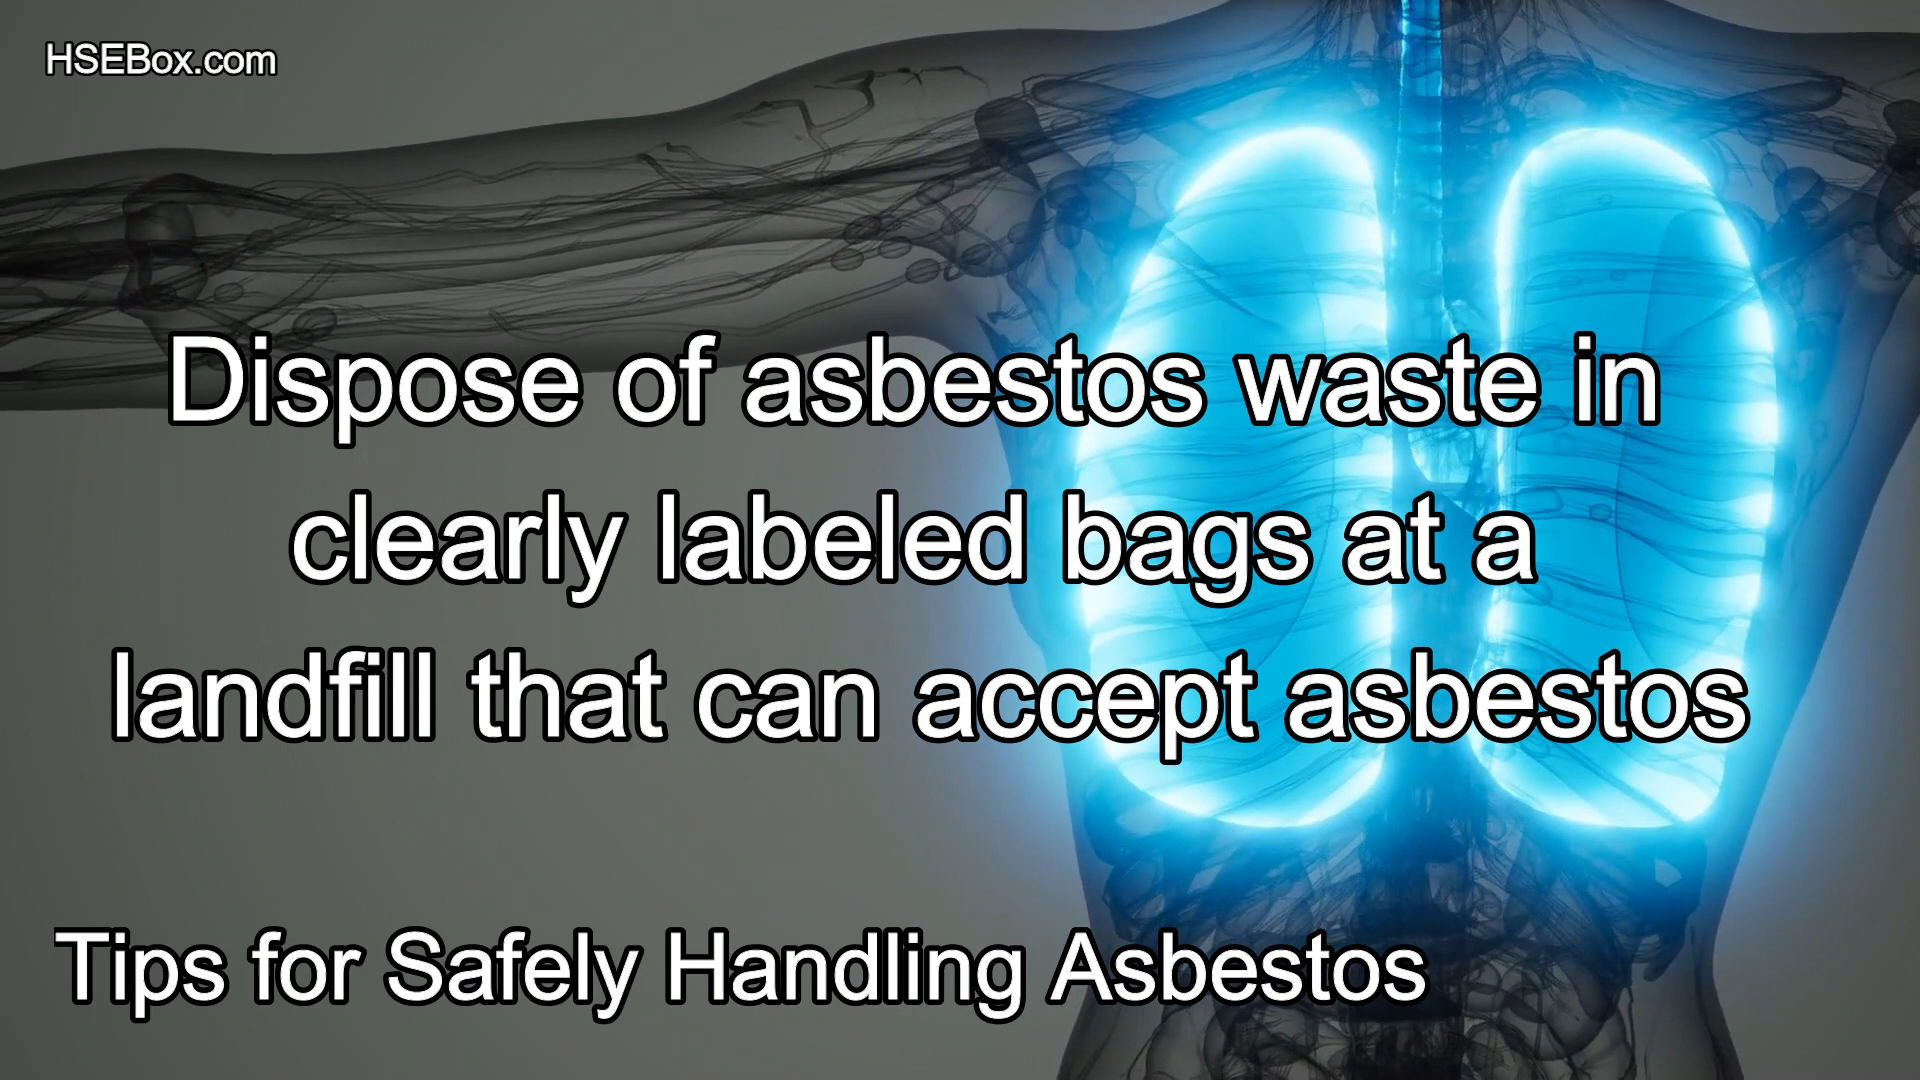 HSEBox.com
Dispose of asbestos waste in
clearly labeled bags at a
landfill that can accept asbestos
Tips for Safely Handling Asbestos